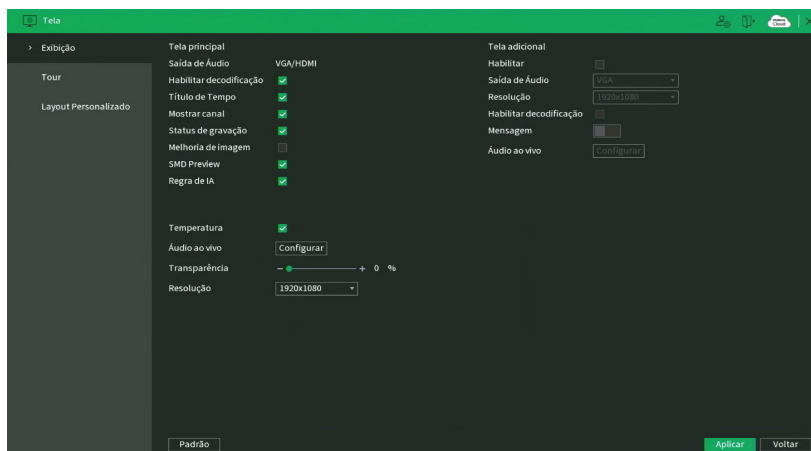 Tela
Exibição
Tour
Layout Personalizado
Tela principal
Saída de Áudio VGA/HDMI
Habilitar decodificação
Título de Tempo
Mostrar canal
Status de gravação
Melhoria de imagem
SMD Preview
Regra de IA
Temperatura
Áudio ao vivo Configurar
Transparência - + 0 %
Resolução 1920x1080
Tela adicional
Habilitar
Saída de Áudio VGA
Resolução 1920x1080
Habilitar decodificação
Mensagem
Áudio ao vivo Configurar
Padrão
Aplicar Voltar